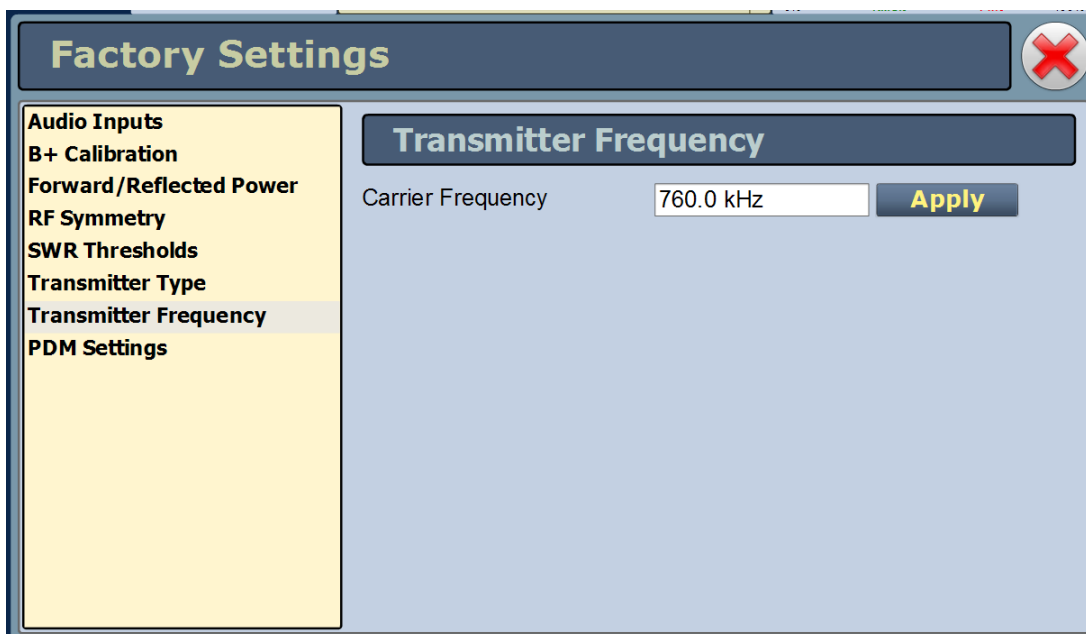 Factory Settings
Audio Inputs
B+ Calibration
Forward/Reflected Power
RF Symmetry
SWR Thresholds
Transmitter Type
Transmitter Frequency
PDM Settings
Transmitter Frequency
Carrier Frequency 760.0 kHz Apply